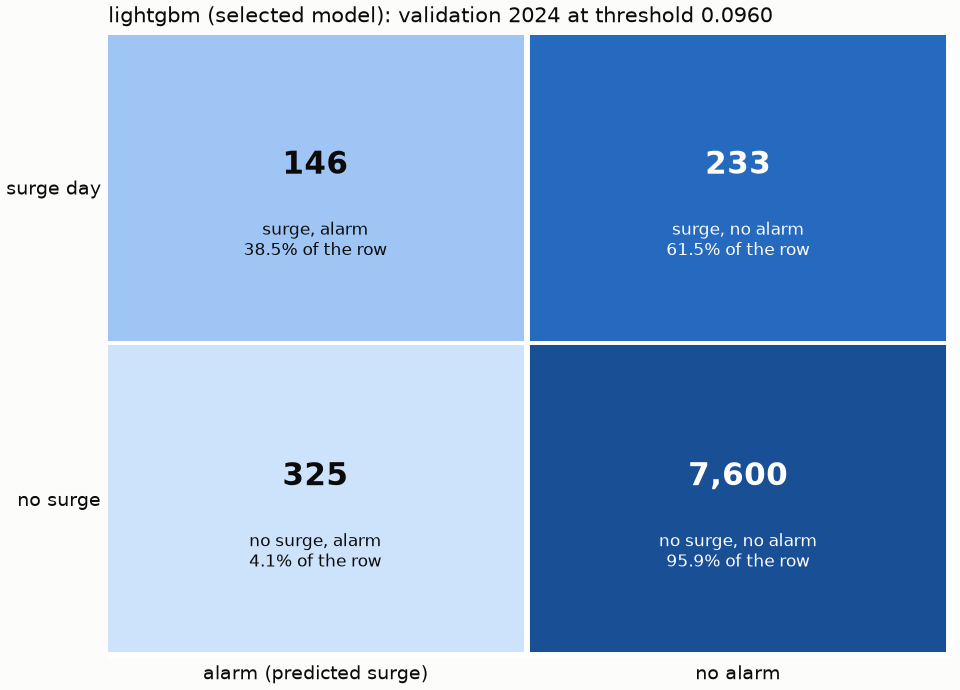 lightgbm (selected model): validation 2024 at threshold 0.0960
surge day
146
surge, alarm
38.5% of the row
233
surge, no alarm
61.5% of the row
no surge
325
no surge, alarm
4.1% of the row
7,600
no surge, no alarm
95.9% of the row
alarm (predicted surge)
no alarm